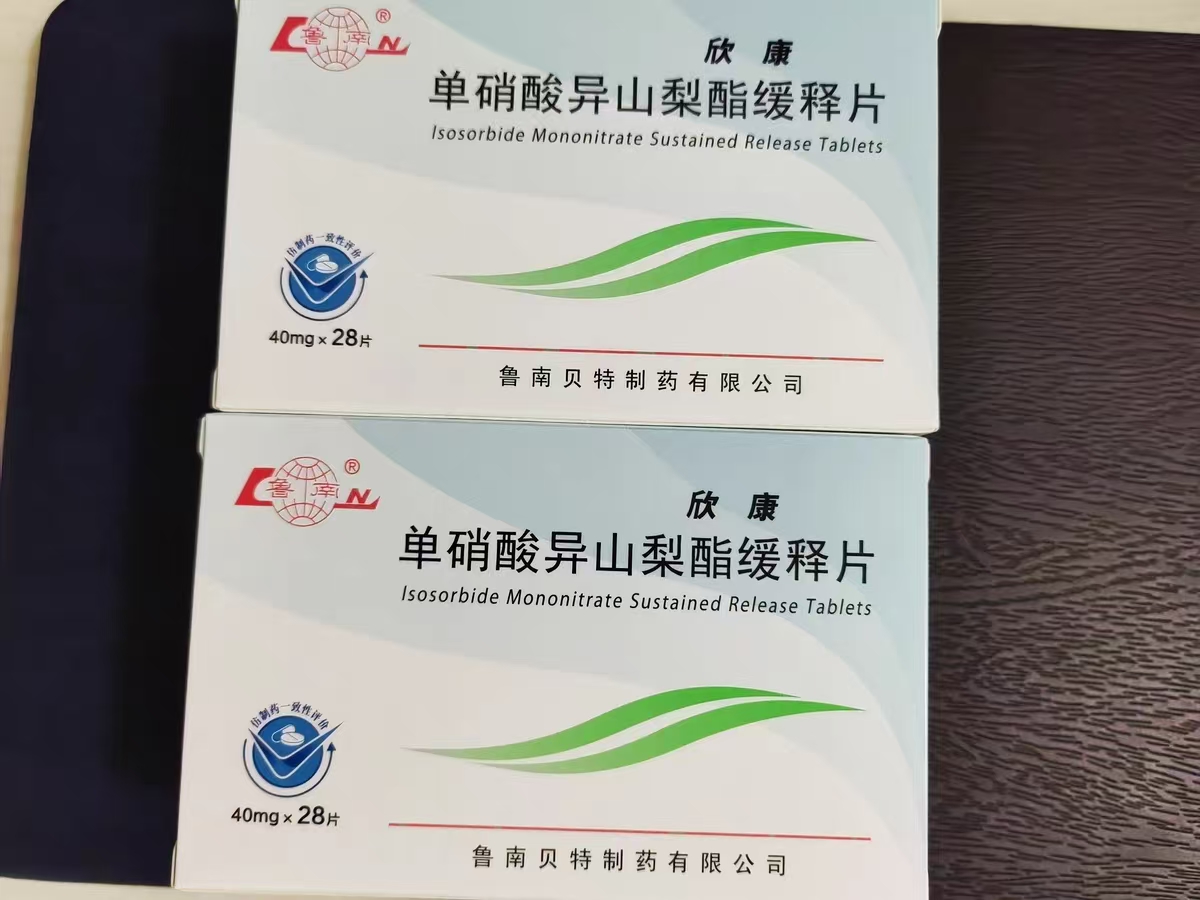 鲁南®
LN
欣康
单硝酸异山梨酯缓释片
Isosorbide Mononitrate Sustained Release Tablets
仿制药一致性评价
40mg×28片
鲁南贝特制药有限公司
鲁南®
LN
欣康
单硝酸异山梨酯缓释片
Isosorbide Mononitrate Sustained Release Tablets
仿制药一致性评价
40mg×28片
鲁南贝特制药有限公司